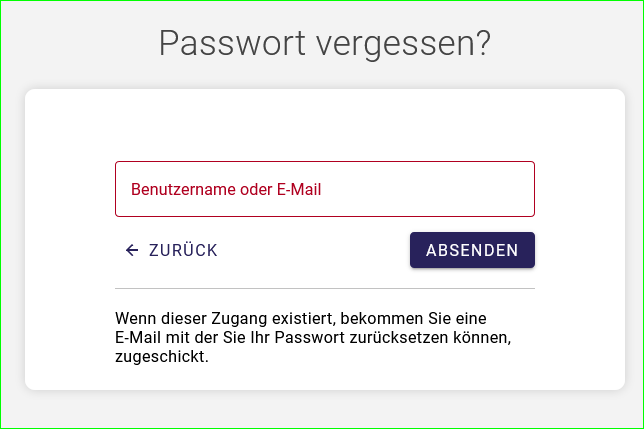 Passwort vergessen?
Benutzername oder E-Mail
ZURÜCK
ABSENDEN
Wenn dieser Zugang existiert, bekommen Sie eine
E-Mail mit der Sie Ihr Passwort zurücksetzen können,
zugeschickt.